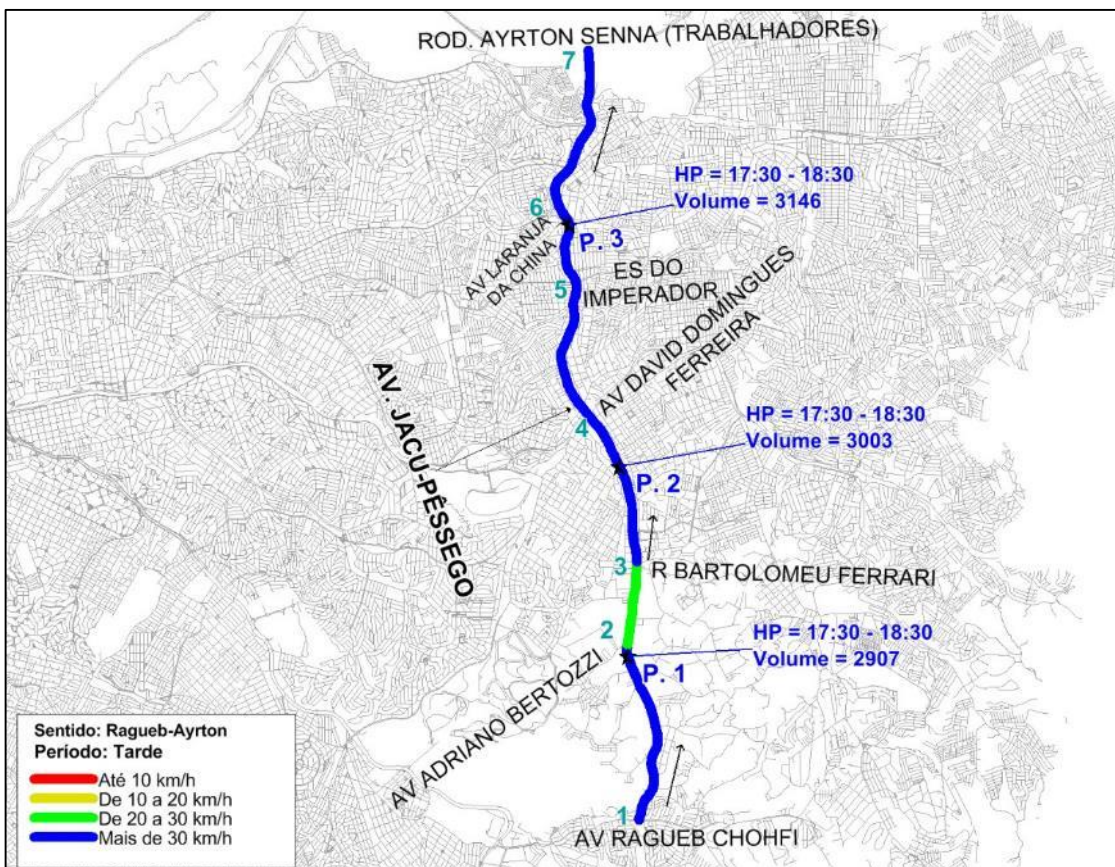 ROD. AYRTON SENNA (TRABALHADORES)
7
HP = 17:30 - 18:30
Volume = 3146
6
P. 3
AV LARANJA
DA CHINA
ES DO
IMPERADOR
5
AV DAVID DOMINGUES
FERREIRA
AV. JACU-PÊSSEGO
4
HP = 17:30 - 18:30
Volume = 3003
P. 2
3
R BARTOLOMEU FERRARI
2
HP = 17:30 - 18:30
Volume = 2907
P. 1
AV ADRIANO BERTOZZI
1
AV RAGUEB CHOHFI
Sentido: Ragueb-Ayrton
Período: Tarde
Até 10 km/h
De 10 a 20 km/h
De 20 a 30 km/h
Mais de 30 km/h